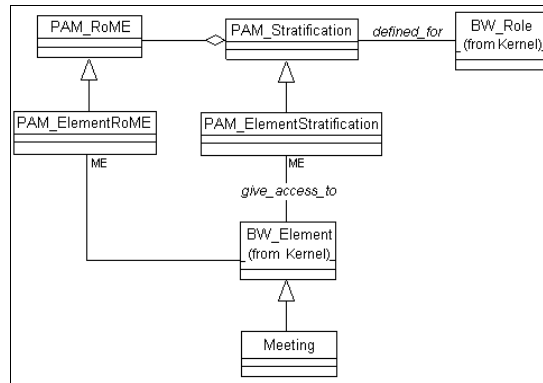 PAM_RoME
PAM_Stratification
defined_for
BW_Role
(from Kernel)
PAM_ElementRoME
PAM_ElementStratification
ME
ME
give_access_to
BW_Element
(from Kernel)
Meeting